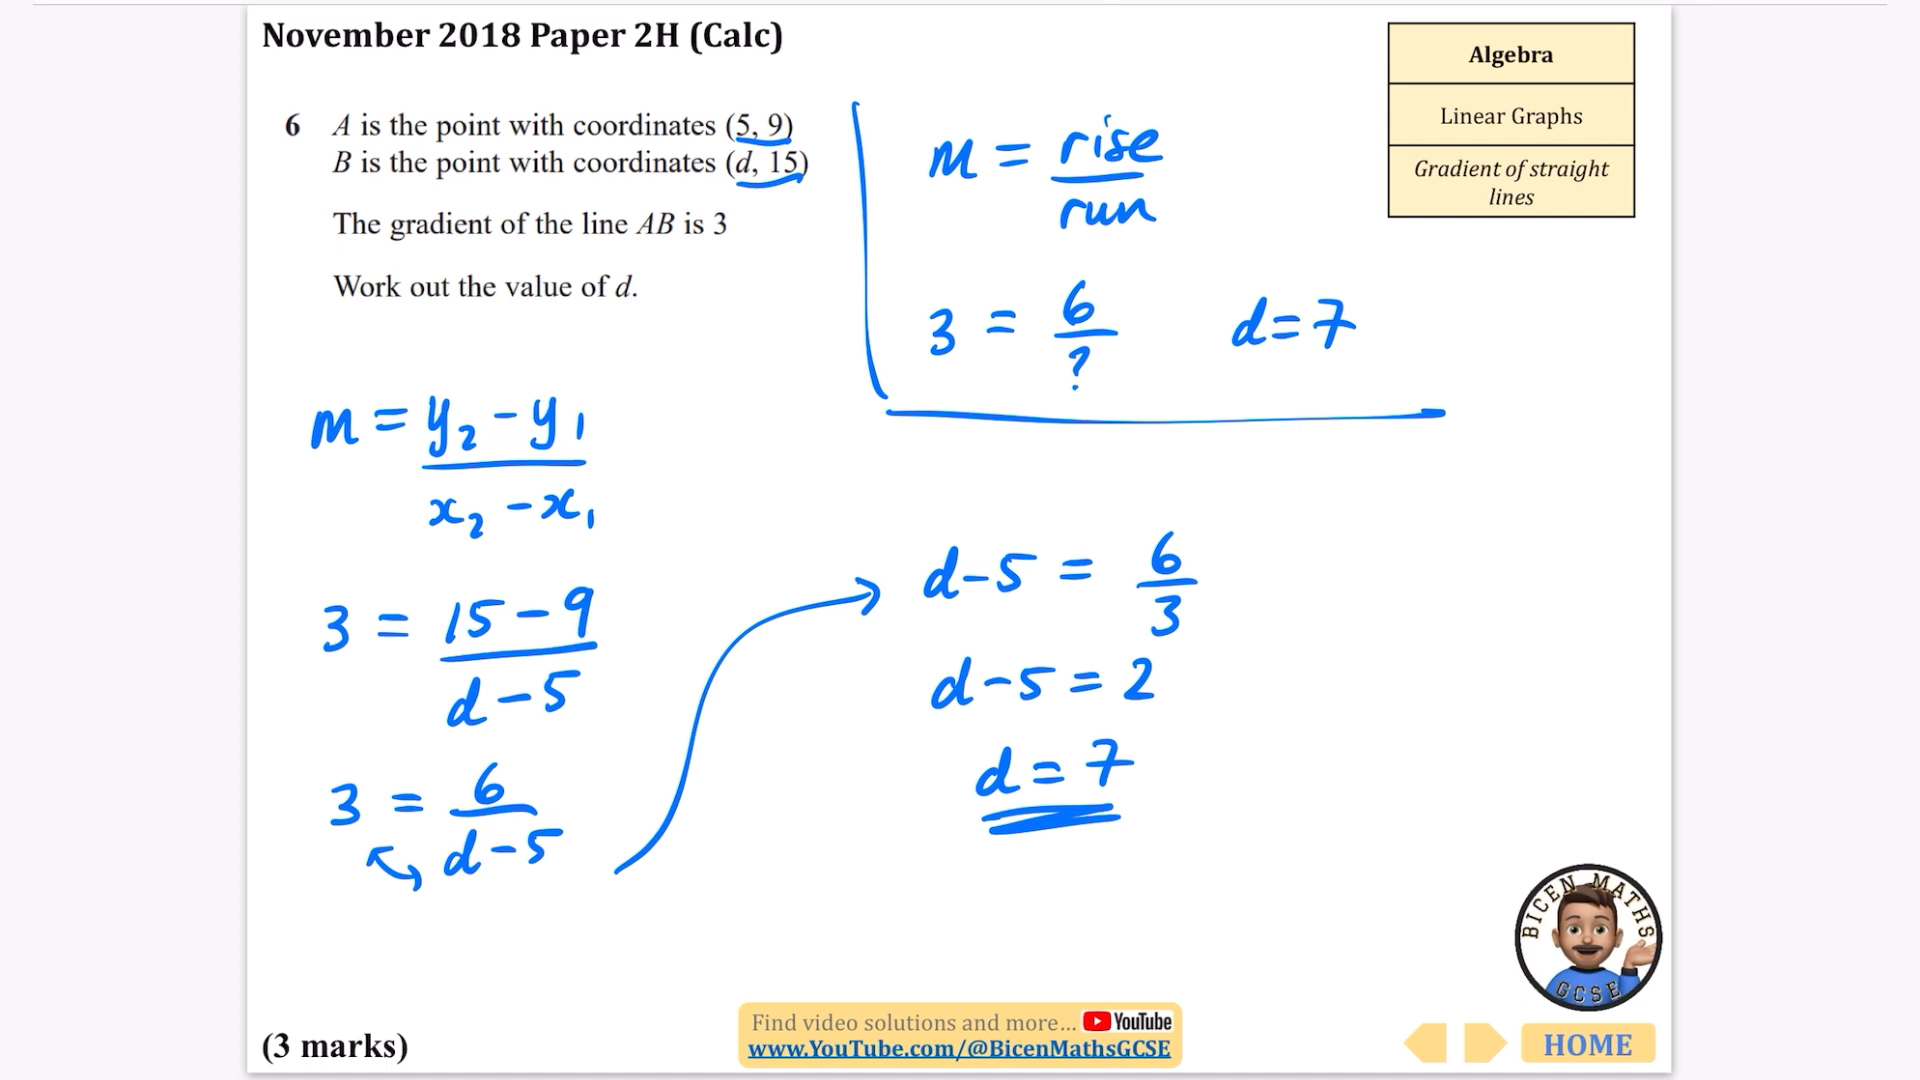 November 2018 Paper 2H (Calc)
Algebra
Linear Graphs
Gradient of straight
lines
6 A is the point with coordinates (5, 9)
B is the point with coordinates (d, 15)
The gradient of the line AB is 3
Work out the value of d.
m = rise
run
3 = 6
?
d = 7
m = y₂ - y₁
x₂ - x₁
3 = 15 - 9
d - 5
3 = 6
d - 5
d - 5 = 6
3
d - 5 = 2
d = 7
BICEN MATHS
GCSE
(3 marks)
Find video solutions and more... YouTube
www.YouTube.com/@BicenMathsGCSE
HOME